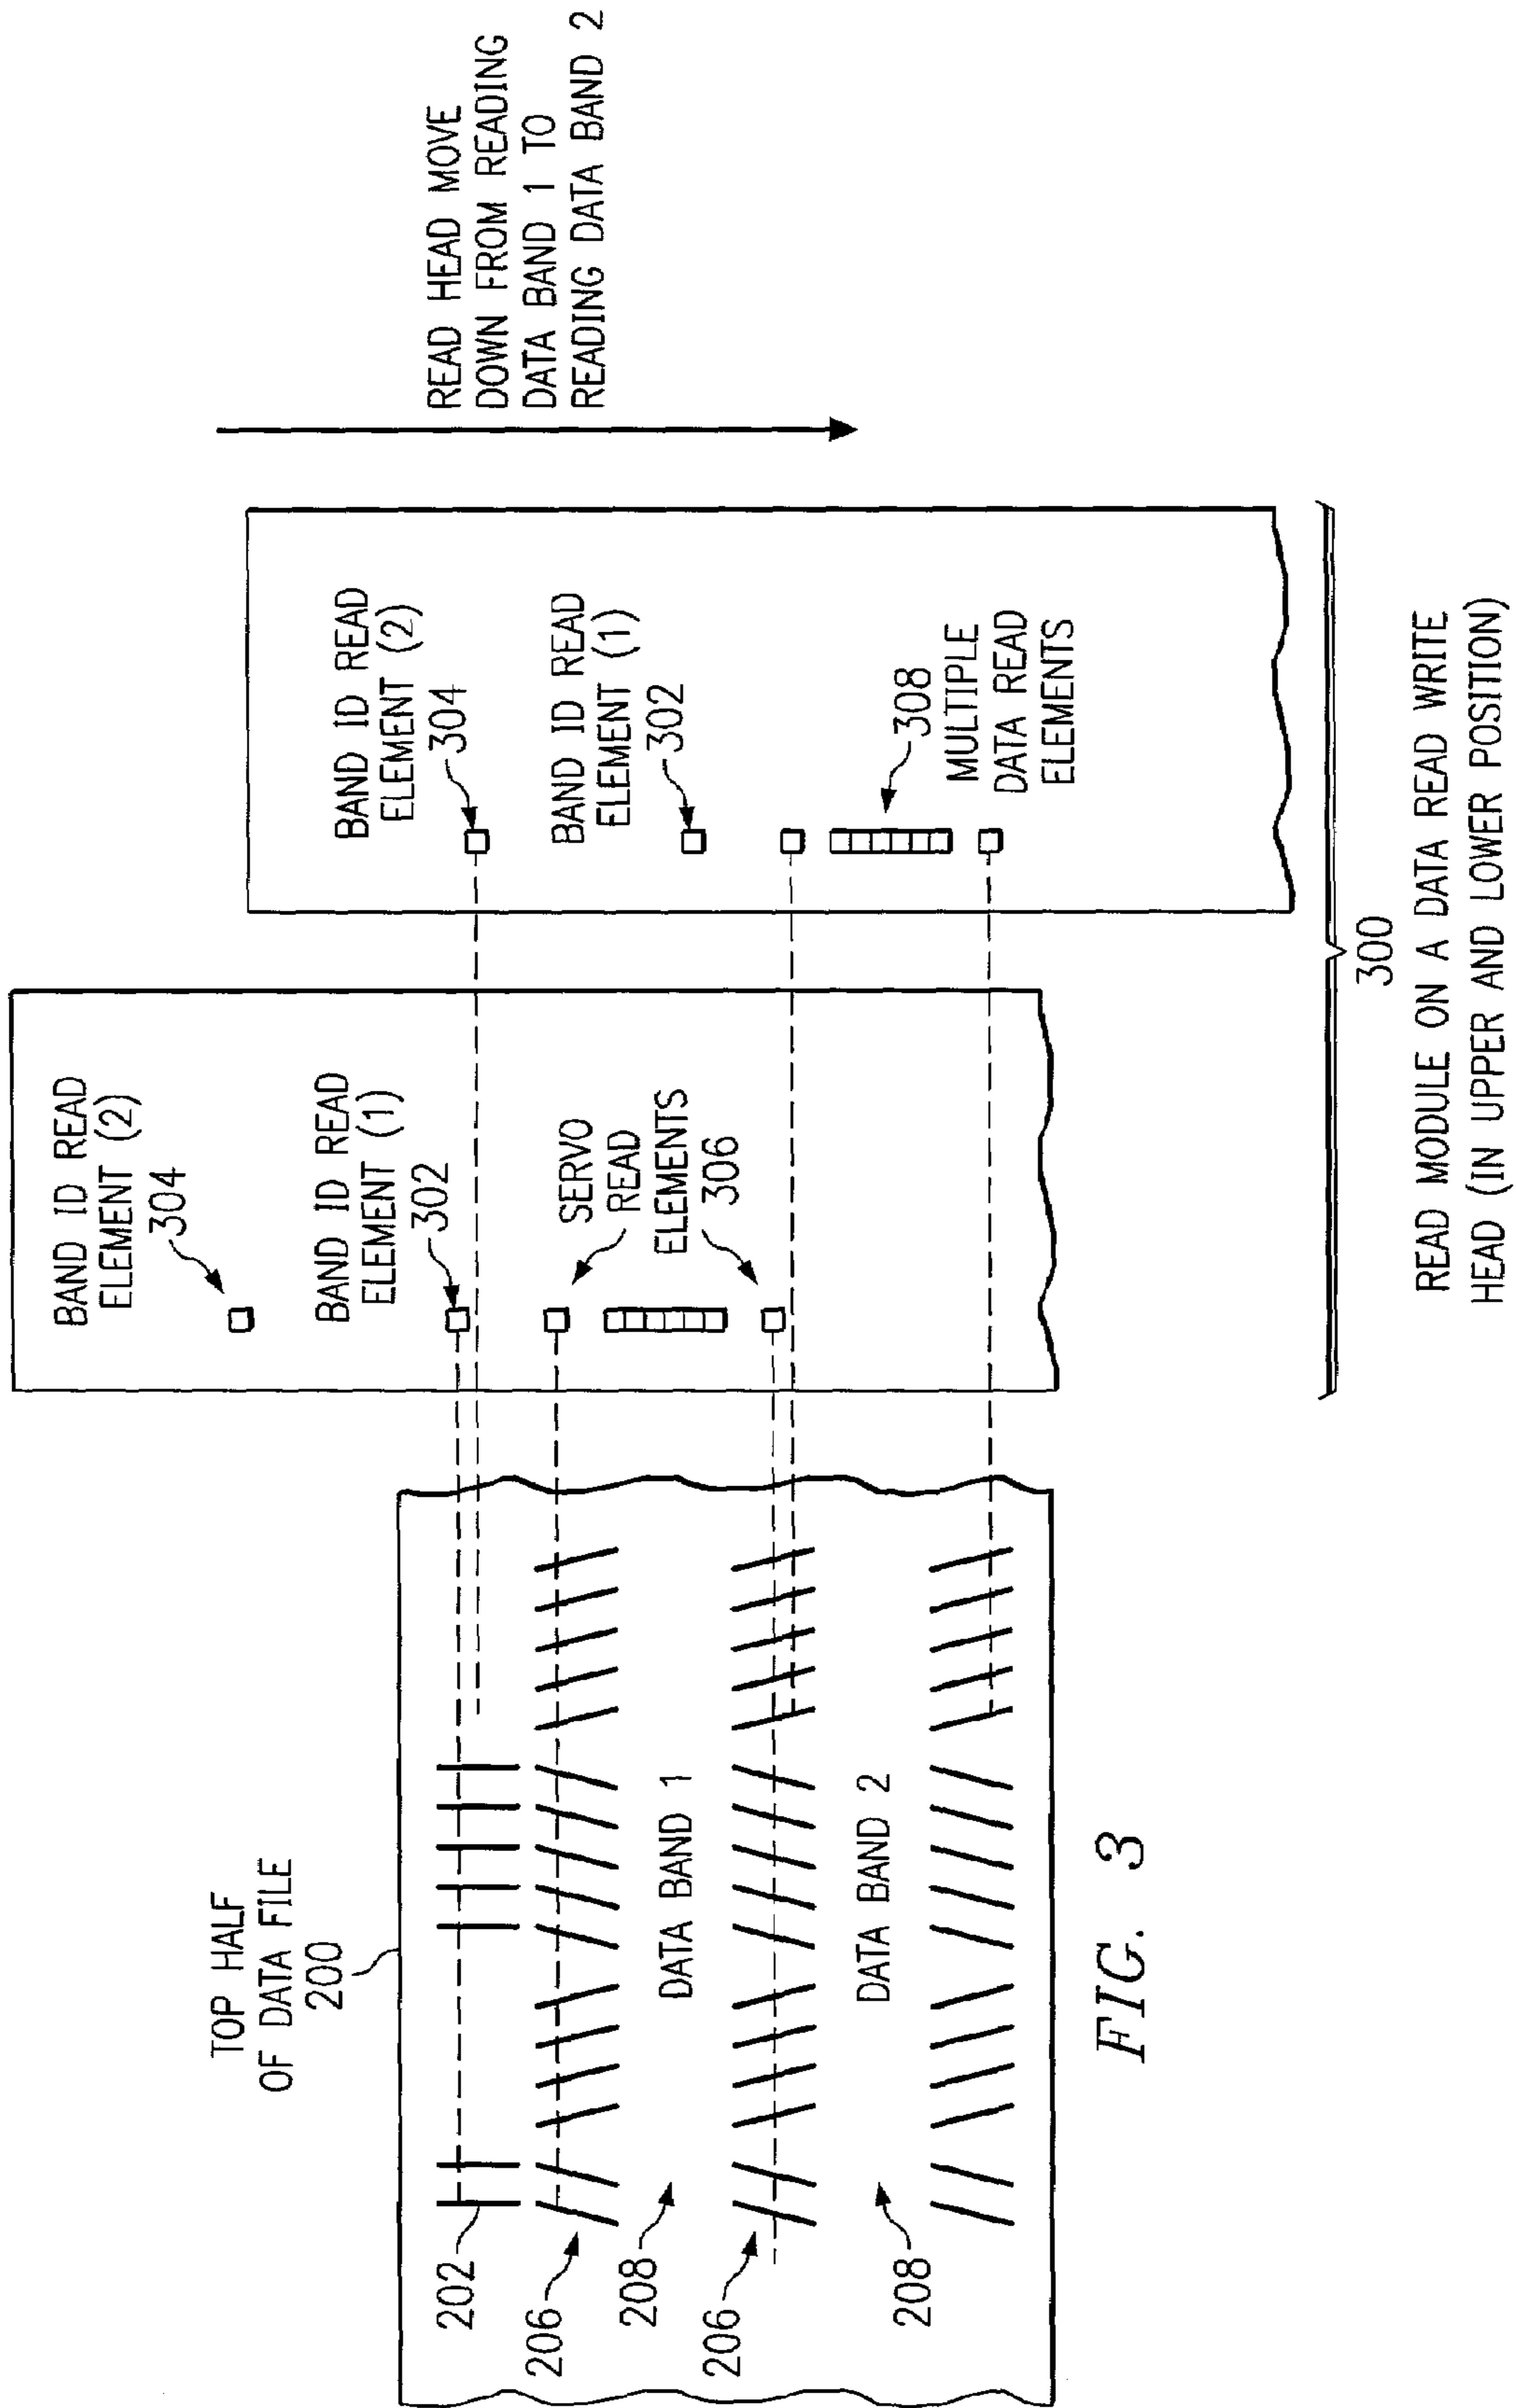 TOP HALF
OF DATA FILE
200
202
206
208
206
208
DATA BAND 1
DATA BAND 2
BAND ID READ
ELEMENT (2)
304
BAND ID READ
ELEMENT (1)
302
SERVO
READ
ELEMENTS
306
BAND ID READ
ELEMENT (2)
304
BAND ID READ
ELEMENT (1)
302
308
MULTIPLE
DATA READ
ELEMENTS
READ HEAD MOVE
DOWN FROM READING
DATA BAND 1 TO
READING DATA BAND 2
300
READ MODULE ON A DATA READ WRITE
HEAD (IN UPPER AND LOWER POSITION)
FIG. 3